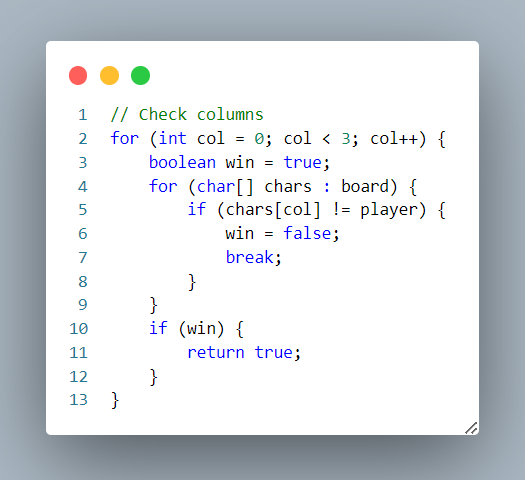 1 // Check columns
2 for (int col = 0; col < 3; col++) {
3     boolean win = true;
4     for (char[] chars : board) {
5         if (chars[col] != player) {
6             win = false;
7             break;
8         }
9     }
10     if (win) {
11         return true;
12     }
13 }